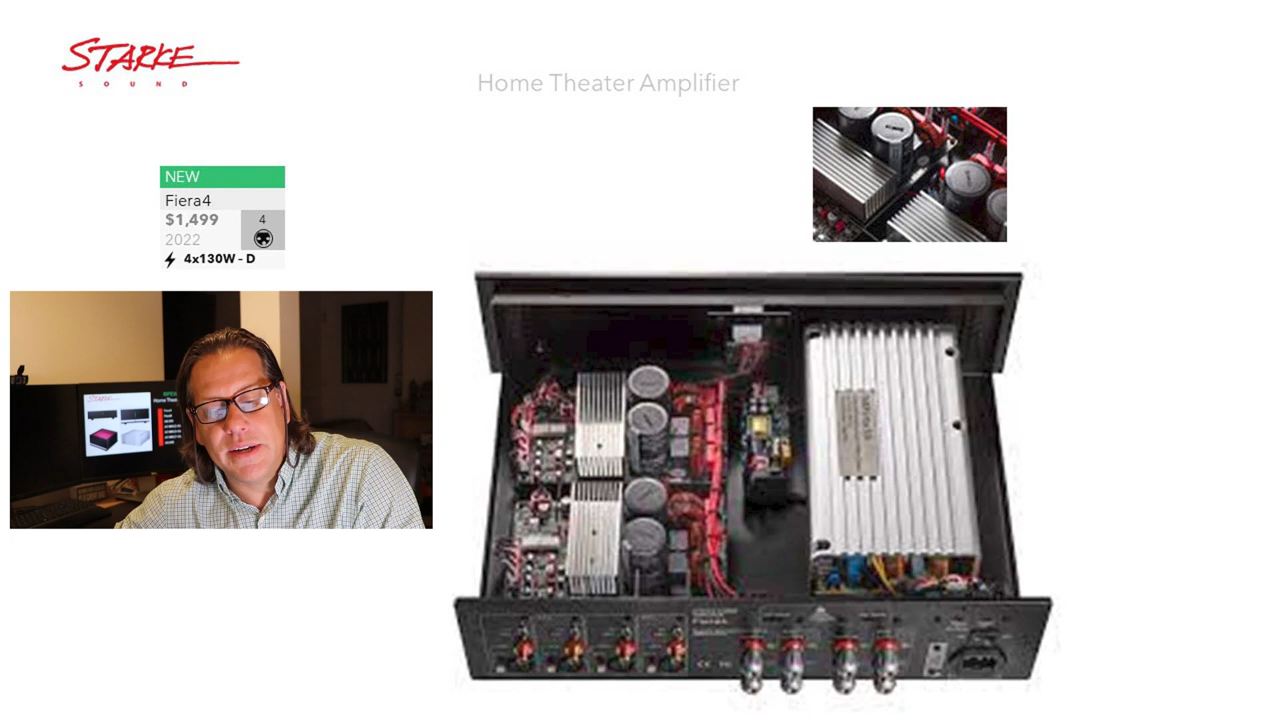 STARKE
SOUND
Home Theater Amplifier
NEW
Fiera4
$1,499
4
2022
4x130W - D